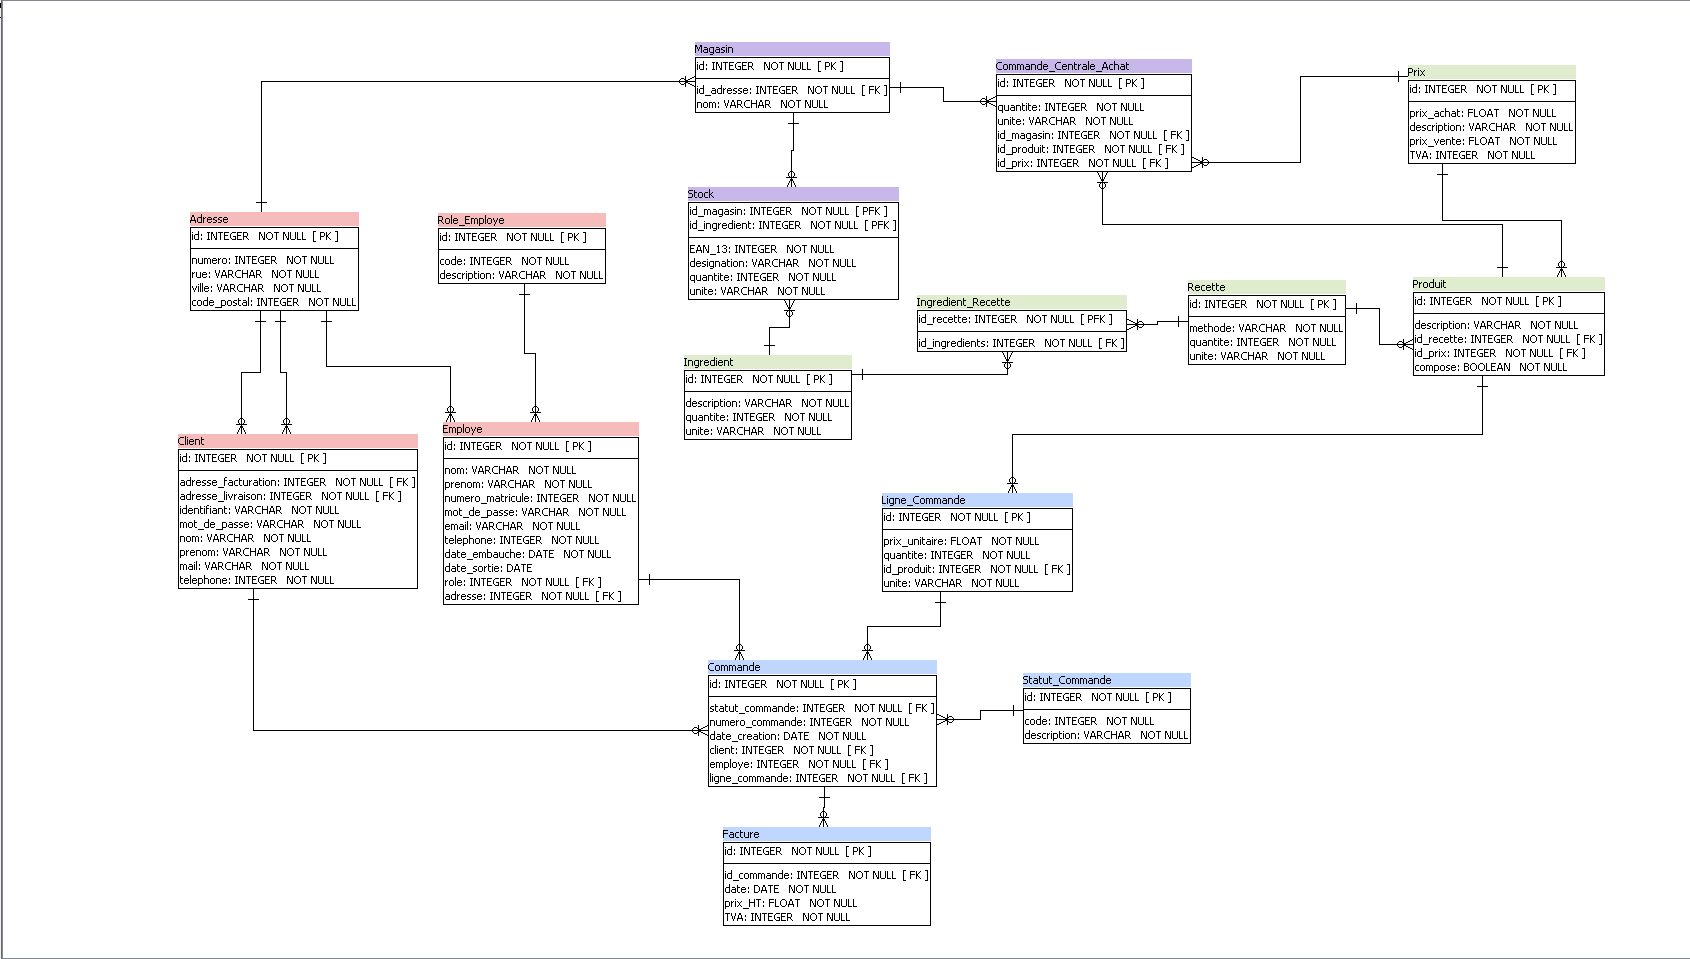 Magasin
id: INTEGER NOT NULL [ PK ]
id_adresse: INTEGER NOT NULL [ FK ]
nom: VARCHAR NOT NULL
Commande_Centrale_Achat
id: INTEGER NOT NULL [ PK ]
quantite: INTEGER NOT NULL
unite: VARCHAR NOT NULL
id_magasin: INTEGER NOT NULL [ FK ]
id_produit: INTEGER NOT NULL [ FK ]
id_prix: INTEGER NOT NULL [ FK ]
Prix
id: INTEGER NOT NULL [ PK ]
prix_achat: FLOAT NOT NULL
description: VARCHAR NOT NULL
prix_vente: FLOAT NOT NULL
TVA: INTEGER NOT NULL
Stock
id_magasin: INTEGER NOT NULL [ PFK ]
id_ingredient: INTEGER NOT NULL [ PFK ]
EAN_13: INTEGER NOT NULL
designation: VARCHAR NOT NULL
quantite: INTEGER NOT NULL
unite: VARCHAR NOT NULL
Adresse
id: INTEGER NOT NULL [ PK ]
numero: INTEGER NOT NULL
rue: VARCHAR NOT NULL
ville: VARCHAR NOT NULL
code_postal: INTEGER NOT NULL
Role_Employe
id: INTEGER NOT NULL [ PK ]
code: INTEGER NOT NULL
description: VARCHAR NOT NULL
Ingredient_Recette
id_recette: INTEGER NOT NULL [ PFK ]
id_ingredients: INTEGER NOT NULL [ FK ]
Recette
id: INTEGER NOT NULL [ PK ]
methode: VARCHAR NOT NULL
quantite: INTEGER NOT NULL
unite: VARCHAR NOT NULL
Produit
id: INTEGER NOT NULL [ PK ]
description: VARCHAR NOT NULL
id_recette: INTEGER NOT NULL [ FK ]
id_prix: INTEGER NOT NULL [ FK ]
compose: BOOLEAN NOT NULL
Ingredient
id: INTEGER NOT NULL [ PK ]
description: VARCHAR NOT NULL
quantite: INTEGER NOT NULL
unite: VARCHAR NOT NULL
Client
id: INTEGER NOT NULL [ PK ]
adresse_facturation: INTEGER NOT NULL [ FK ]
adresse_livraison: INTEGER NOT NULL [ FK ]
identifiant: VARCHAR NOT NULL
mot_de_passe: VARCHAR NOT NULL
nom: VARCHAR NOT NULL
prenom: VARCHAR NOT NULL
mail: VARCHAR NOT NULL
telephone: INTEGER NOT NULL
Employe
id: INTEGER NOT NULL [ PK ]
nom: VARCHAR NOT NULL
prenom: VARCHAR NOT NULL
numero_matricule: INTEGER NOT NULL
mot_de_passe: VARCHAR NOT NULL
email: VARCHAR NOT NULL
telephone: INTEGER NOT NULL
date_embauche: DATE NOT NULL
date_sortie: DATE
role: INTEGER NOT NULL [ FK ]
adresse: INTEGER NOT NULL [ FK ]
Ligne_Commande
id: INTEGER NOT NULL [ PK ]
prix_unitaire: FLOAT NOT NULL
quantite: INTEGER NOT NULL
id_produit: INTEGER NOT NULL [ FK ]
unite: VARCHAR NOT NULL
Commande
id: INTEGER NOT NULL [ PK ]
statut_commande: INTEGER NOT NULL [ FK ]
numero_commande: INTEGER NOT NULL
date_creation: DATE NOT NULL
client: INTEGER NOT NULL [ FK ]
employe: INTEGER NOT NULL [ FK ]
ligne_commande: INTEGER NOT NULL [ FK ]
Statut_Commande
id: INTEGER NOT NULL [ PK ]
code: INTEGER NOT NULL
description: VARCHAR NOT NULL
Facture
id: INTEGER NOT NULL [ PK ]
id_commande: INTEGER NOT NULL [ FK ]
date: DATE NOT NULL
prix_HT: FLOAT NOT NULL
TVA: INTEGER NOT NULL